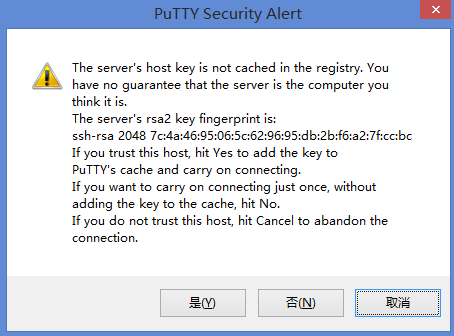 PuTTY Security Alert
The server's host key is not cached in the registry. You
have no guarantee that the server is the computer you
think it is.
The server's rsa2 key fingerprint is:
ssh-rsa 2048 7c:4a:46:95:06:5c:62:96:95:db:2b:f6:a2:7f:cc:bc
If you trust this host, hit Yes to add the key to
PuTTY's cache and carry on connecting.
If you want to carry on connecting just once, without
adding the key to the cache, hit No.
If you do not trust this host, hit Cancel to abandon the
connection.
是(Y) 否(N) 取消